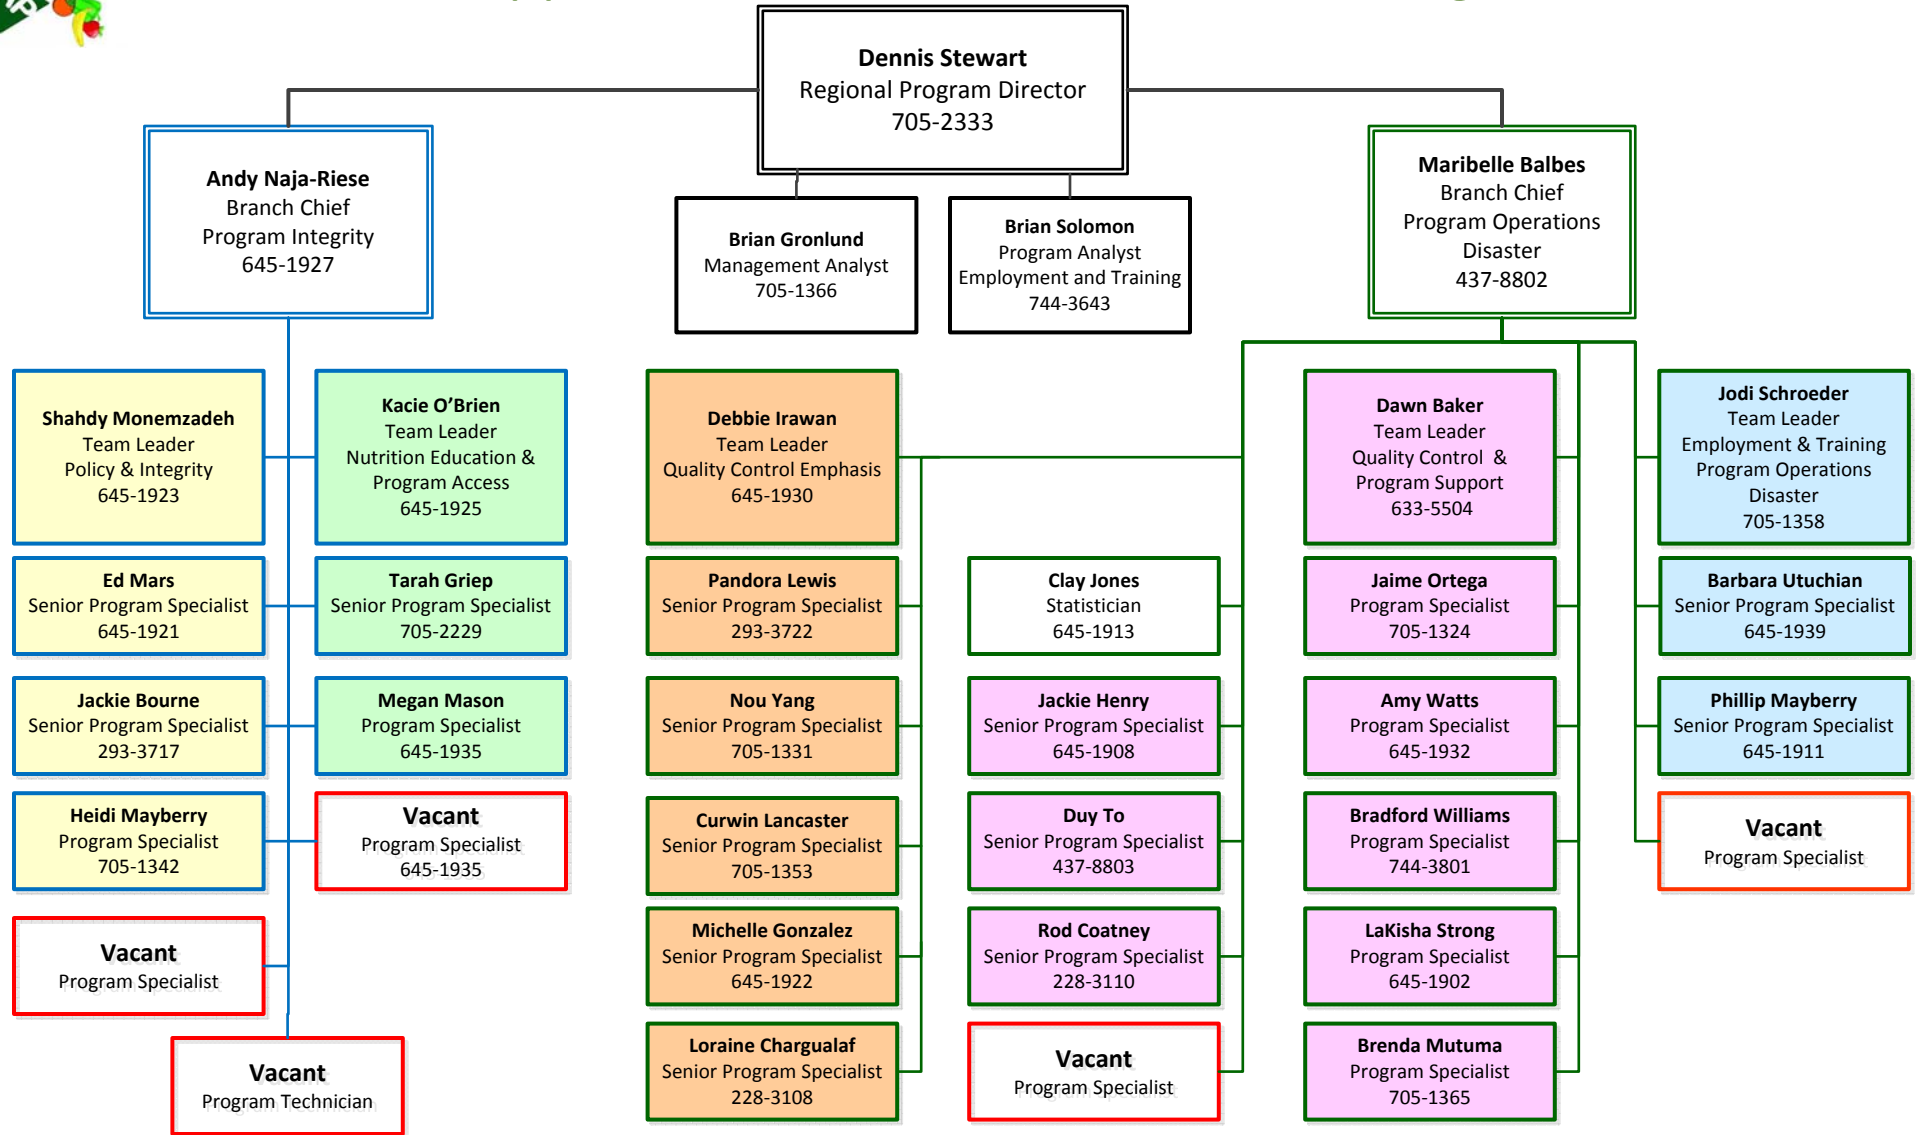 Dennis Stewart
Regional Program Director
705-2333
Andy Naja-Riese
Branch Chief
Program Integrity
645-1927
Brian Gronlund
Management Analyst
705-1366
Brian Solomon
Program Analyst
Employment and Training
744-3643
Maribelle Balbes
Branch Chief
Program Operations
Disaster
437-8802
Shahdy Monemzadeh
Team Leader
Policy & Integrity
645-1923
Kacie O’Brien
Team Leader
Nutrition Education &
Program Access
645-1925
Debbie Irawan
Team Leader
Quality Control Emphasis
645-1930
Dawn Baker
Team Leader
Quality Control &
Program Support
633-5504
Jodi Schroeder
Team Leader
Employment & Training
Program Operations
Disaster
705-1358
Ed Mars
Senior Program Specialist
645-1921
Tarah Griep
Senior Program Specialist
705-2229
Pandora Lewis
Senior Program Specialist
293-3722
Clay Jones
Statistician
645-1913
Jaime Ortega
Program Specialist
705-1324
Barbara Utuchian
Senior Program Specialist
645-1939
Jackie Bourne
Senior Program Specialist
293-3717
Megan Mason
Program Specialist
645-1935
Nou Yang
Senior Program Specialist
705-1331
Jackie Henry
Senior Program Specialist
645-1908
Amy Watts
Program Specialist
645-1932
Phillip Mayberry
Senior Program Specialist
645-1911
Heidi Mayberry
Program Specialist
705-1342
Vacant
Program Specialist
645-1935
Curwin Lancaster
Senior Program Specialist
705-1353
Duy To
Senior Program Specialist
437-8803
Bradford Williams
Program Specialist
744-3801
Vacant
Program Specialist
Vacant
Program Specialist
Michelle Gonzalez
Senior Program Specialist
645-1922
Rod Coatney
Senior Program Specialist
228-3110
LaKisha Strong
Program Specialist
645-1902
Vacant
Program Technician
Loraine Chargualaf
Senior Program Specialist
228-3108
Vacant
Program Specialist
Brenda Mutuma
Program Specialist
705-1365